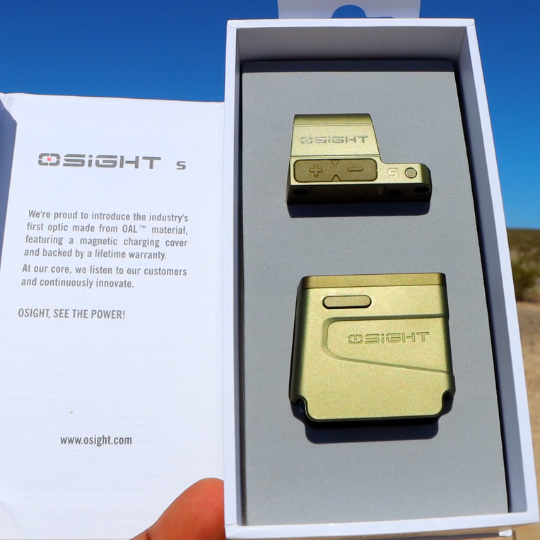 OSIGHT S
We're proud to introduce the industry's
first optic made from OAL™ material,
featuring a magnetic charging cover
and backed by a lifetime warranty.
At our core, we listen to our customers
and continuously innovate.
OSIGHT, SEE THE POWER!
www.osight.com
OSIGHT
+ − S
OSIGHT